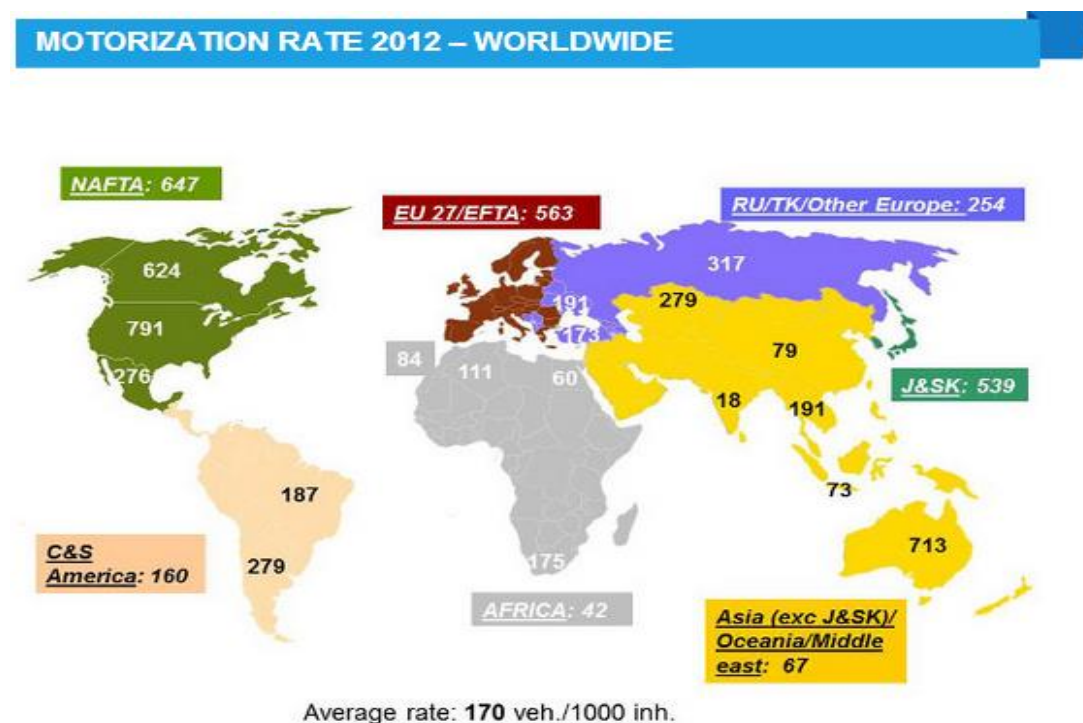 MOTORIZATION RATE 2012 – WORLDWIDE
NAFTA: 647
EU 27/EFTA: 563
RU/TK/Other Europe: 254
624
317
191
279
791
173
84
111
60
79
276
18
191
J&SK: 539
73
187
713
C&S
America: 160
279
175
AFRICA: 42
Asia (exc J&SK)/
Oceania/Middle
east: 67
Average rate: 170 veh./1000 inh.